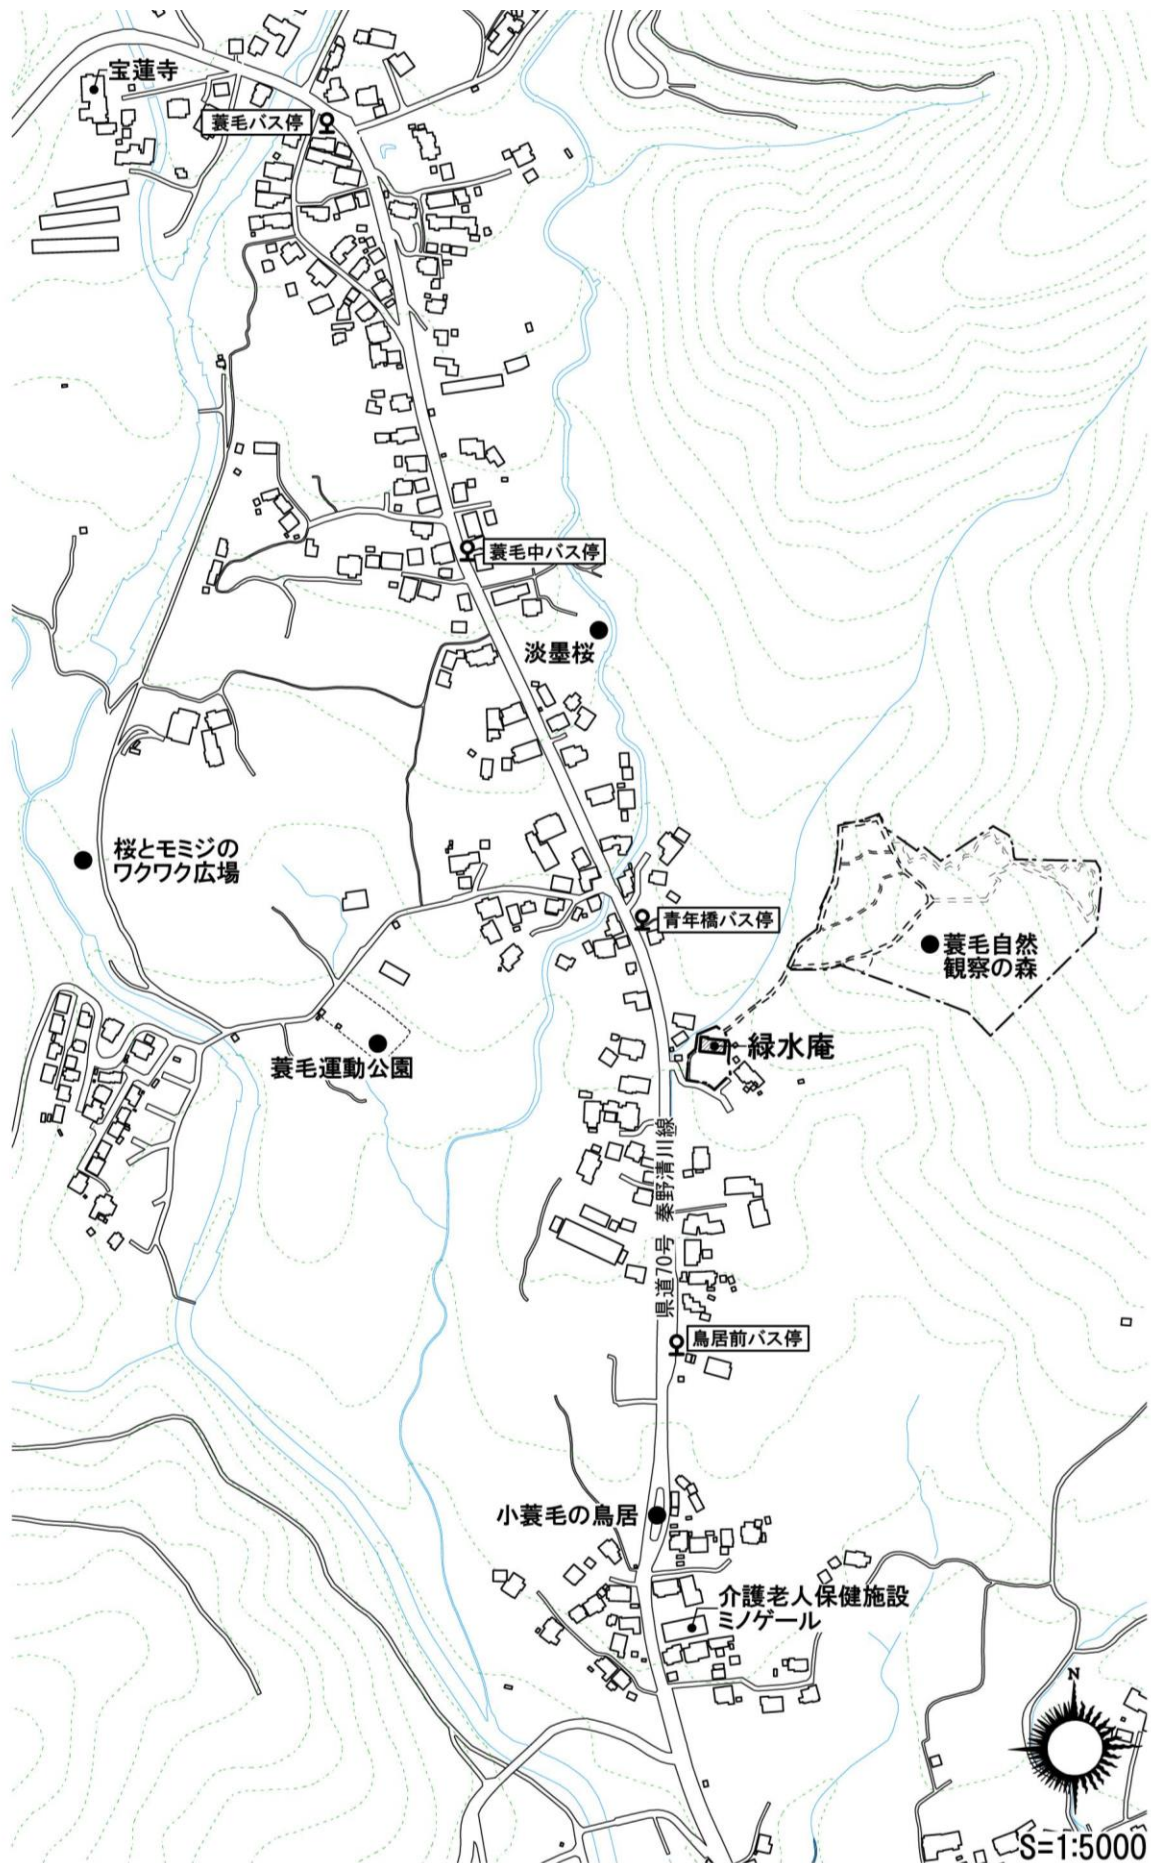 宝蓮寺
蓑毛バス停
蓑毛中バス停
淡墨桜
桜とモミジの
ワクワク広場
青年橋バス停
蓑毛自然
観察の森
緑水庵
蓑毛運動公園
県道70号 秦野清川線
鳥居前バス停
小蓑毛の鳥居
介護老人保健施設
ミノゲール
N
S=1:5000